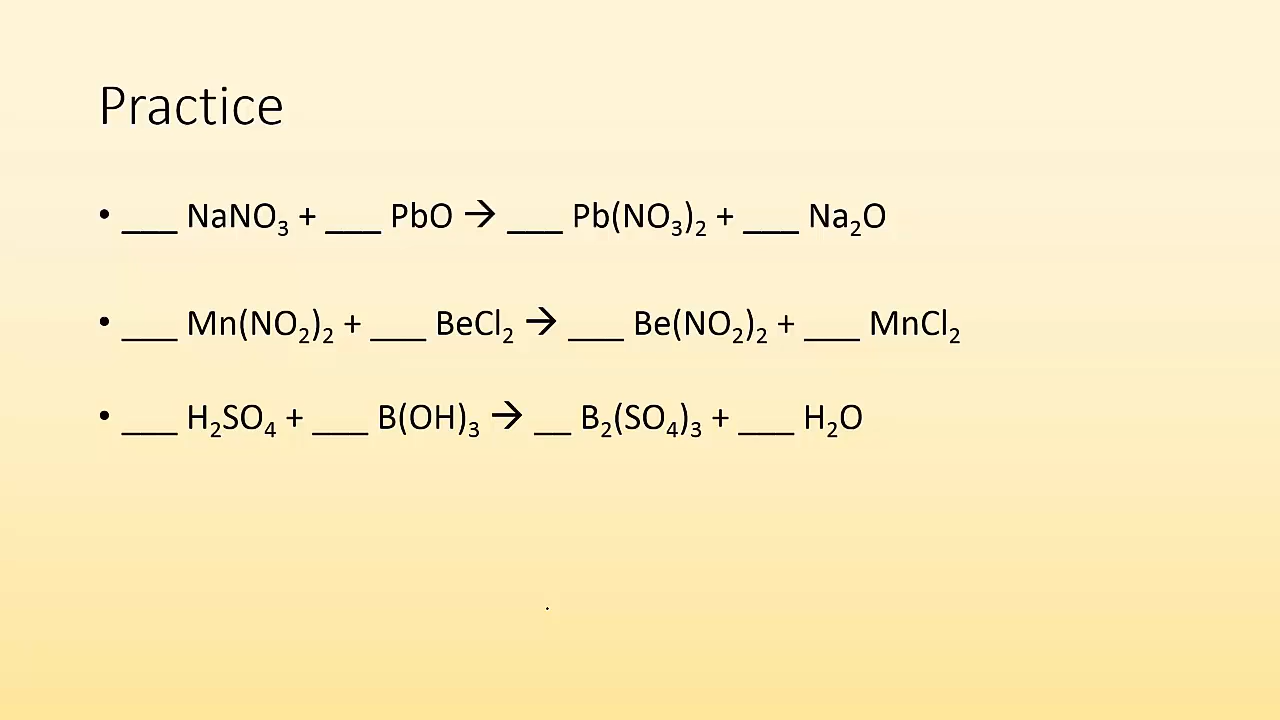 Practice
• ___ NaNO₃ + ___ PbO → ___ Pb(NO₃)₂ + ___ Na₂O
• ___ Mn(NO₂)₂ + ___ BeCl₂ → ___ Be(NO₂)₂ + ___ MnCl₂
• ___ H₂SO₄ + ___ B(OH)₃ → __ B₂(SO₄)₃ + ___ H₂O